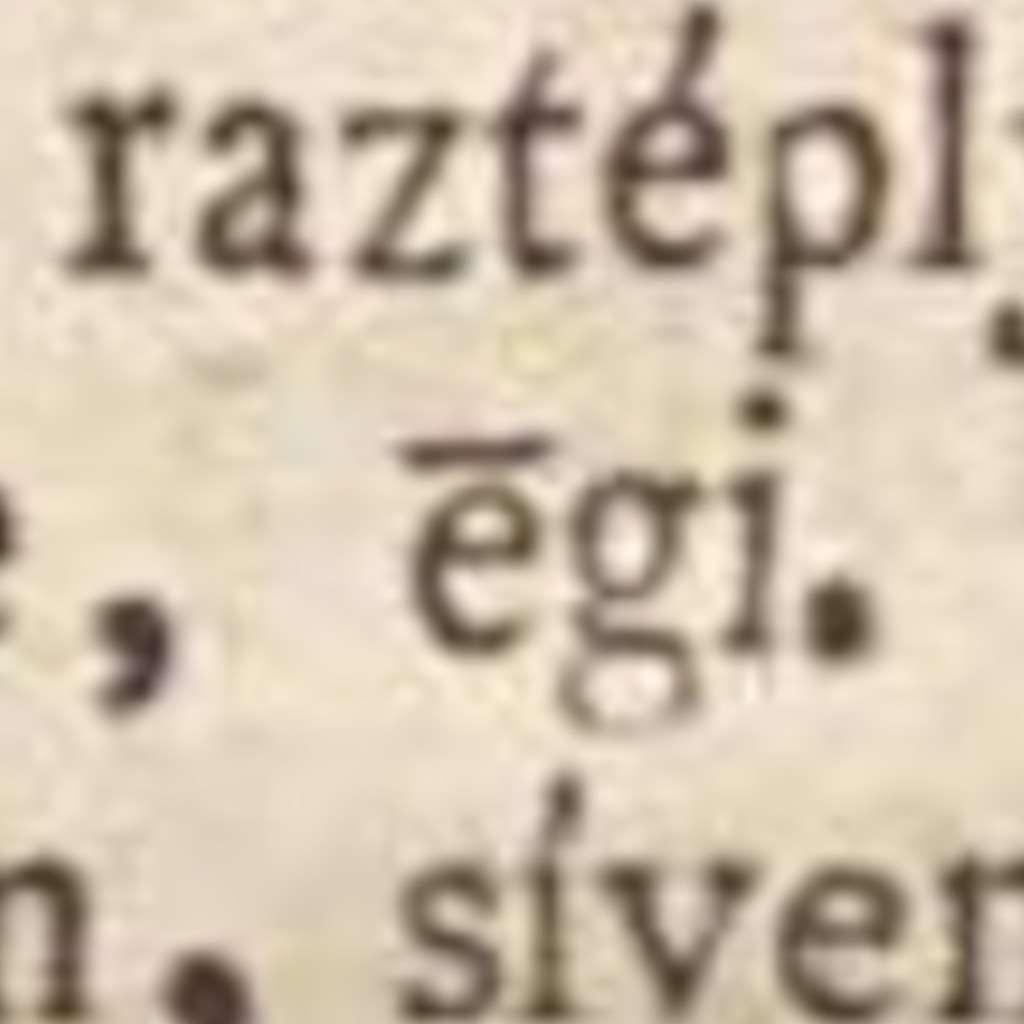 raztépl
, ēgi.
. síven